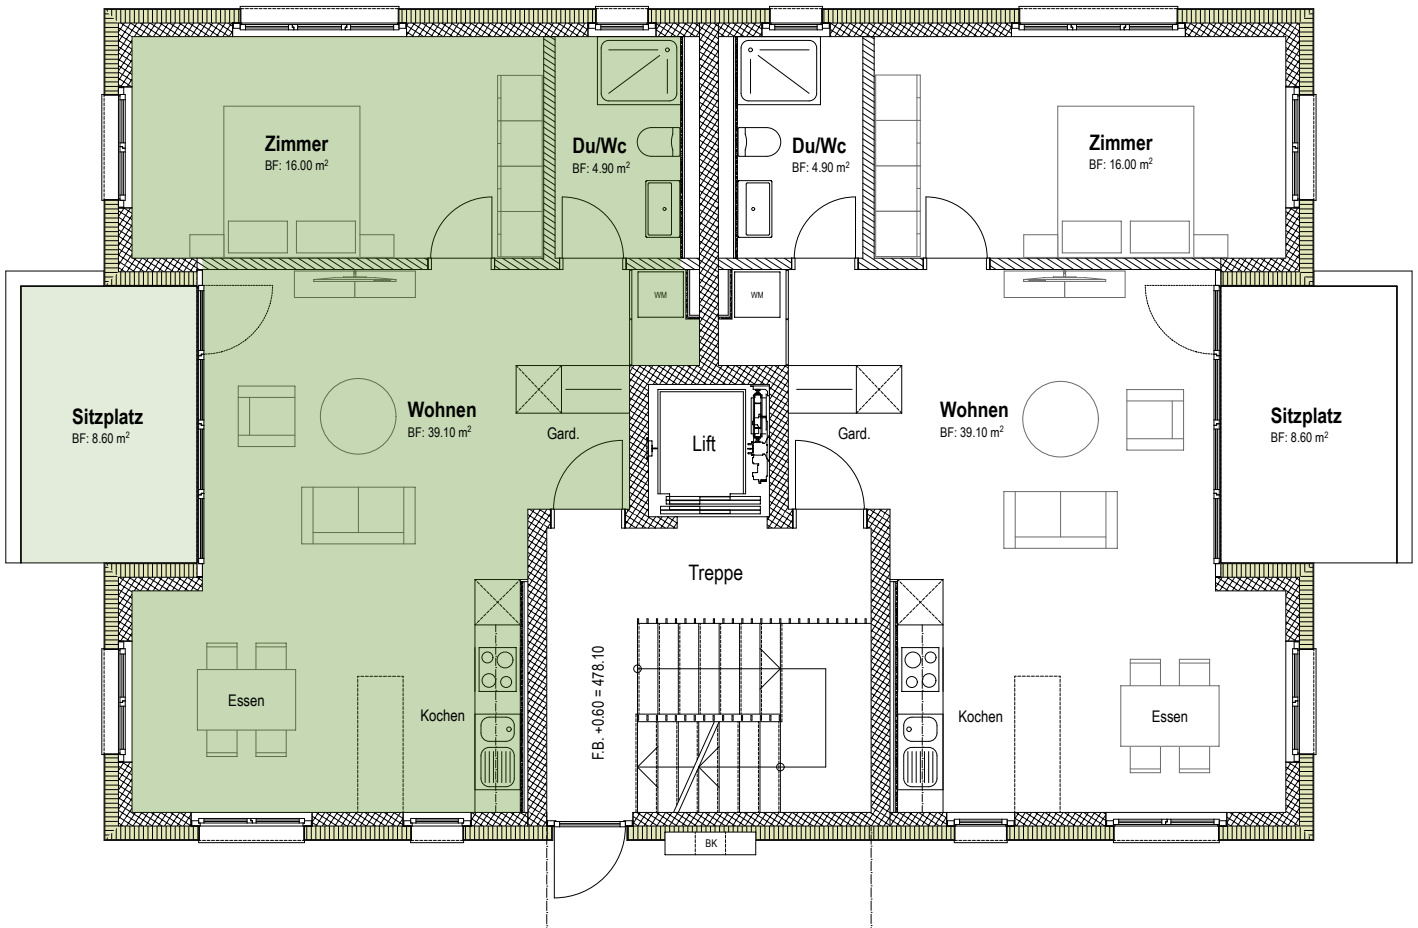 Zimmer
BF: 16.00 m²
Du/Wc
BF: 4.90 m²
Du/Wc
BF: 4.90 m²
Zimmer
BF: 16.00 m²
WM
WM
Sitzplatz
BF: 8.60 m²
Wohnen
BF: 39.10 m²
Gard.
Lift
Gard.
Wohnen
BF: 39.10 m²
Sitzplatz
BF: 8.60 m²
Treppe
F.B. +0.60 = 478.10
Essen
Kochen
Kochen
Essen
BK